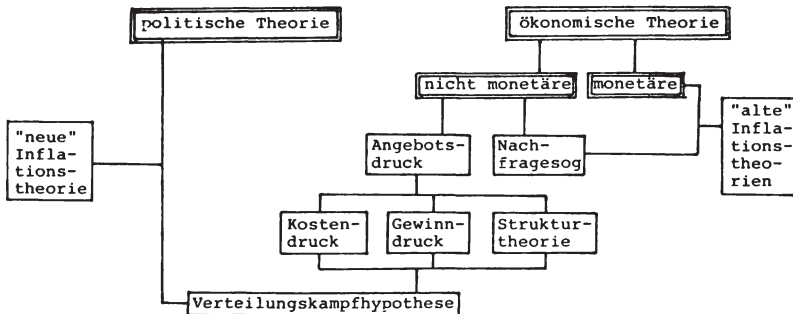 politische Theorie
ökonomische Theorie
nicht monetäre
monetäre
"neue"
Infla-
tions-
theorie
Angebots-
druck
Nach-
fragesog
"alte"
Infla-
tions-
theo-
rien
Kosten-
druck
Gewinn-
druck
Struktur-
theorie
Verteilungskampfhypothese